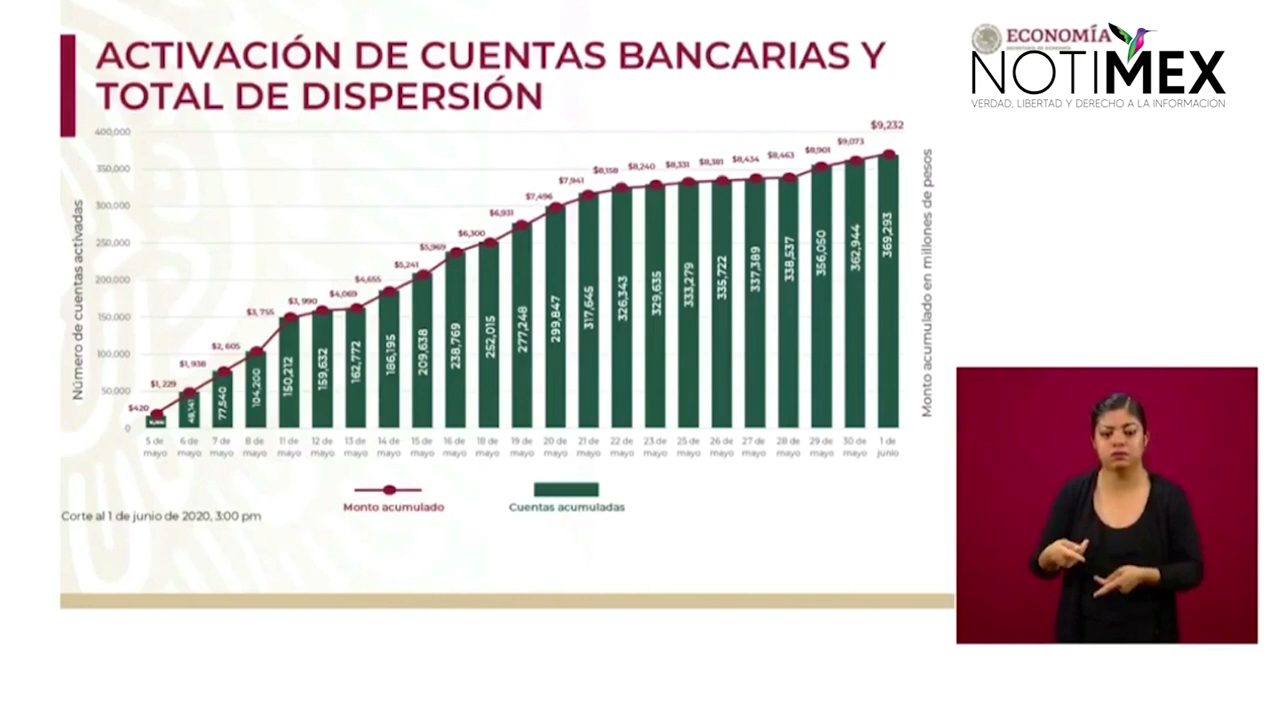 ACTIVACIÓN DE CUENTAS BANCARIAS Y
TOTAL DE DISPERSIÓN
ECONOMÍA
NOTIMEX
VERDAD, LIBERTAD Y DERECHO A LA INFORMACIÓN
Número de cuentas activadas
400,000
350,000
300,000
250,000
200,000
150,000
100,000
50,000
0
$420
$1,229
$1,938
$2,605
$3,755
$3,990
$4,069
$4,655
$5,241
$5,969
$6,300
$6,931
$7,496
$7,941
$8,158
$8,240
$8,331
$8,381
$8,434
$8,463
$8,901
$9,073
$9,232
48,141
77,540
104,200
150,212
159,632
162,772
186,195
209,638
238,769
252,015
277,248
299,847
317,645
326,343
329,635
333,279
335,722
337,389
338,537
356,050
362,944
369,293
5 de mayo
6 de mayo
7 de mayo
8 de mayo
11 de mayo
12 de mayo
13 de mayo
14 de mayo
15 de mayo
16 de mayo
18 de mayo
19 de mayo
20 de mayo
21 de mayo
22 de mayo
23 de mayo
25 de mayo
26 de mayo
27 de mayo
28 de mayo
29 de mayo
30 de mayo
1 de junio
Monto acumulado en millones de pesos
Monto acumulado
Cuentas acumuladas
Corte al 1 de junio de 2020, 3:00 pm